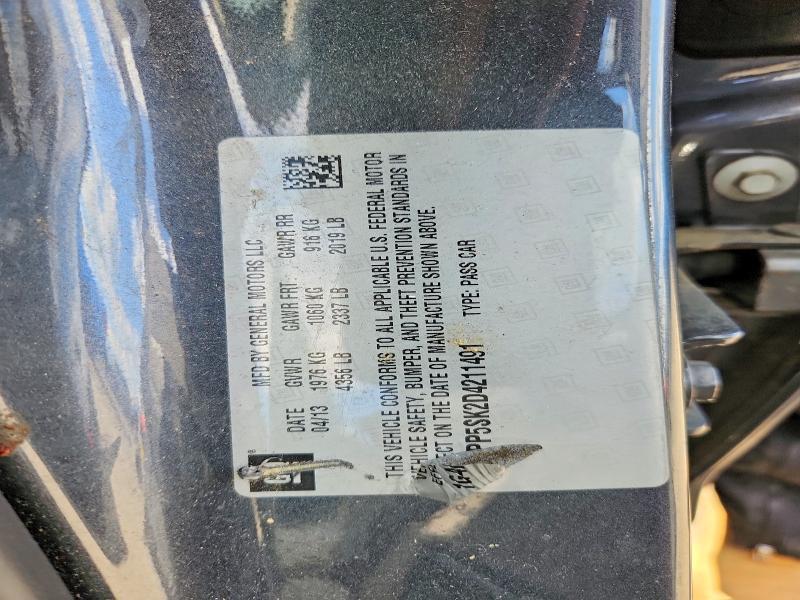 MFD BY GENERAL MOTORS LLC
DATE GVWR GAWR FRT GAWR RR
04/13 1976 KG 1060 KG 916 KG
4356 LB 2337 LB 2019 LB
THIS VEHICLE CONFORMS TO ALL APPLICABLE U.S. FEDERAL MOTOR
VEHICLE SAFETY, BUMPER, AND THEFT PREVENTION STANDARDS IN
EFFECT ON THE DATE OF MANUFACTURE SHOWN ABOVE.
PP5SK2D4211491 TYPE: PASS CAR